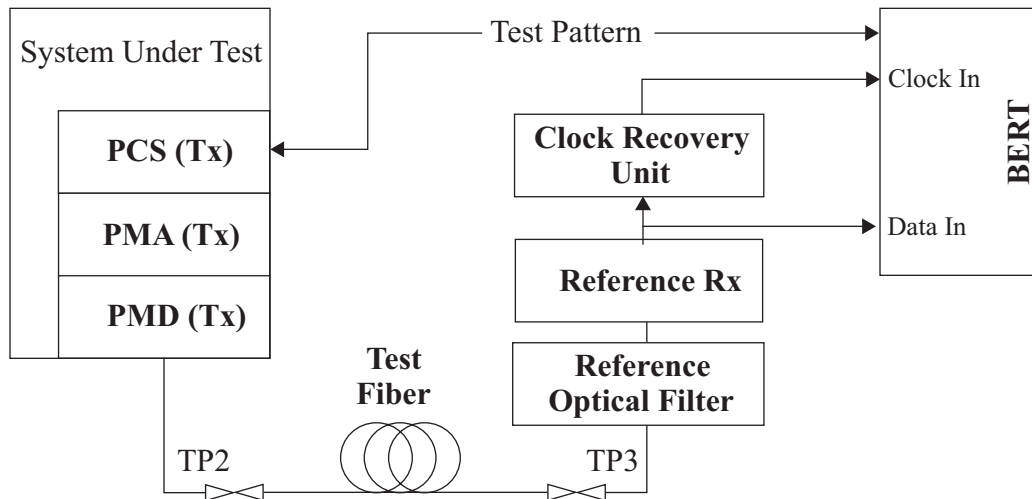 System Under Test
Test Pattern
Clock In
PCS (Tx)
Clock Recovery
Unit
BERT
PMA (Tx)
Data In
Reference Rx
PMD (Tx)
Test
Fiber
Reference
Optical Filter
TP2
TP3